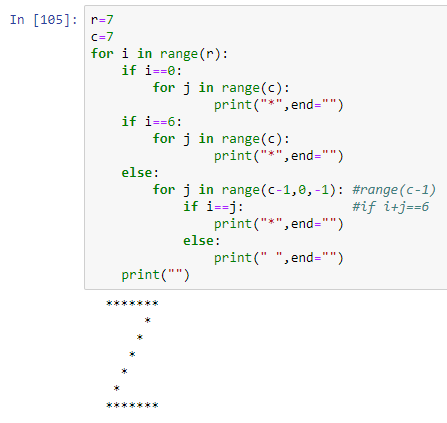 In [105]: r=7
c=7
for i in range(r):
    if i==0:
        for j in range(c):
                print("*",end="")
    if i==6:
        for j in range(c):
                print("*",end="")
    else:
        for j in range(c-1,0,-1): #range(c-1)
            if i==j:              #if i+j==6
                print("*",end="")
            else:
                print(" ",end="")
    print("")
*******
     *
    *
   *
  *
 *
*******